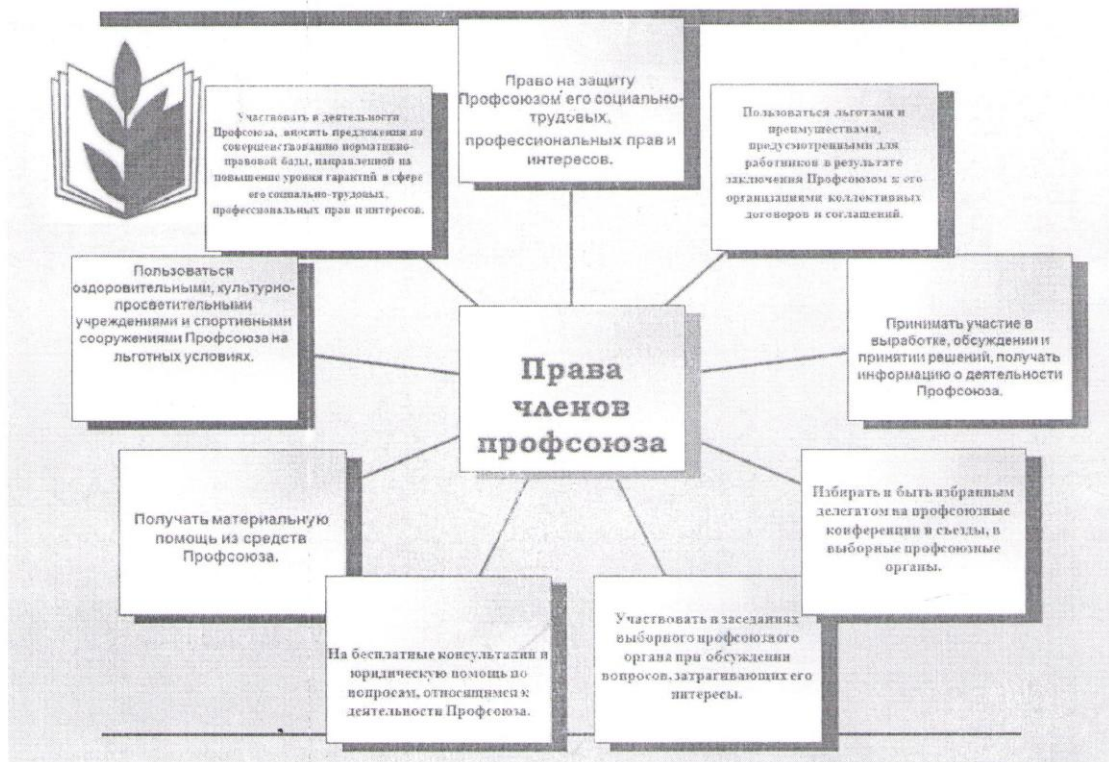 Право на защиту
Профсоюзом его социально-
трудовых,
профессиональных прав и
интересов.
Участвовать в деятельности
Профсоюза, вносить предложения по
совершенствованию нормативно-
правовой базы, направленной на
повышение уровня гарантий в сфере
его социально-трудовых,
профессиональных прав и интересов.
Пользоваться льготами и
преимуществами,
предусмотренными для
работников в результате
заключения Профсоюзом и его
организациями коллективных
договоров и соглашений.
Пользоваться
оздоровительными, культурно-
просветительными
учреждениями и спортивными
сооружениями Профсоюза на
льготных условиях.
Принимать участие в
выработке, обсуждении и
принятии решений, получать
информацию о деятельности
Профсоюза.
Права
членов
профсоюза
Получать материальную
помощь из средств
Профсоюза.
Избирать и быть избранным
делегатом на профсоюзные
конференции и съезды, в
выборные профсоюзные
органы.
На бесплатные консультации и
юридическую помощь по
вопросам, относящимся к
деятельности Профсоюза.
Участвовать в заседаниях
выборного профсоюзного
органа при обсуждении
вопросов, затрагивающих его
интересы.